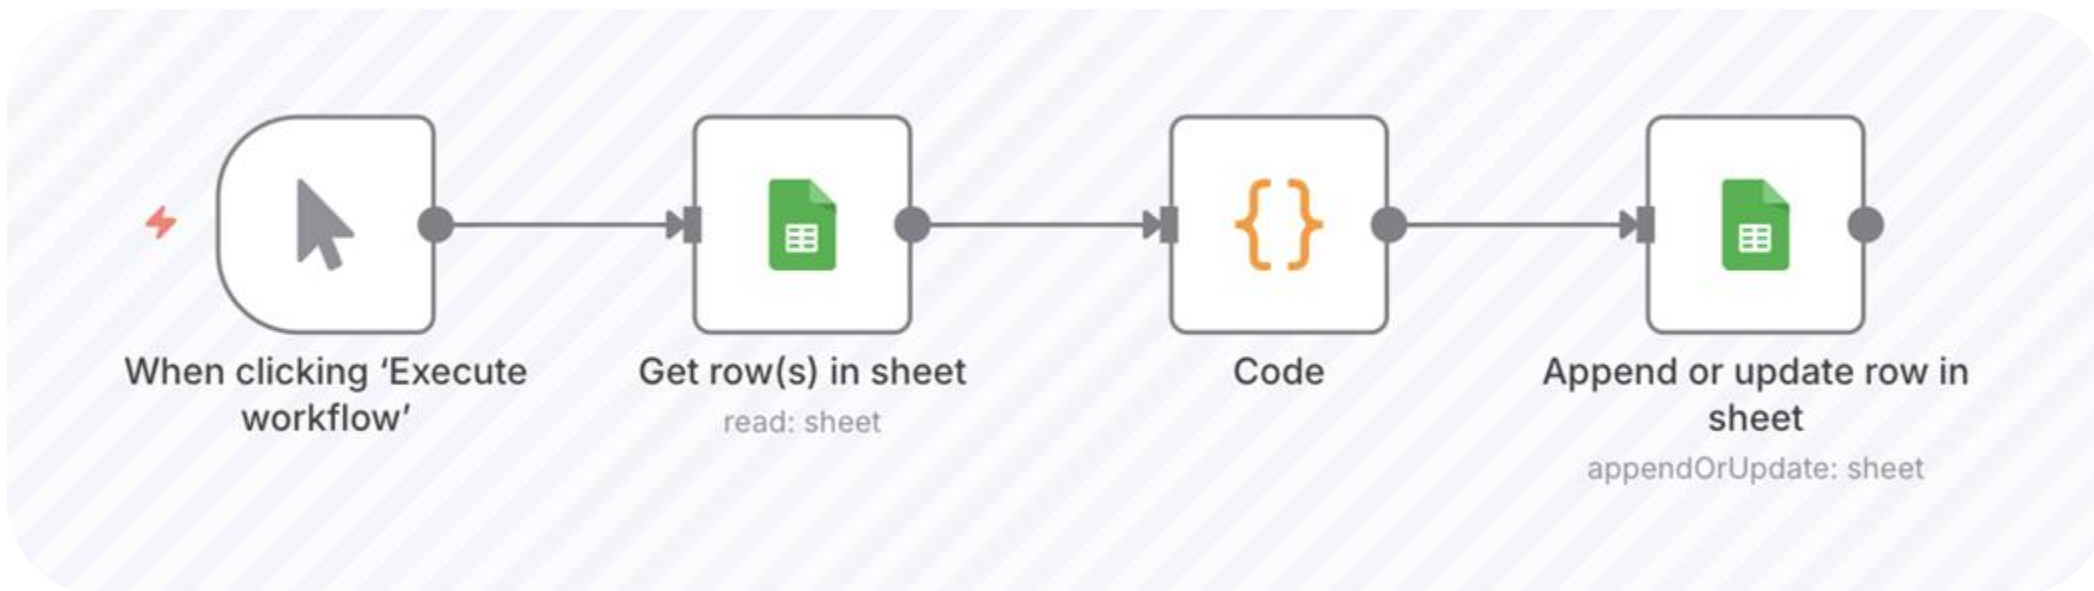 When clicking ‘Execute
workflow’
Get row(s) in sheet
read: sheet
Code
Append or update row in
sheet
appendOrUpdate: sheet